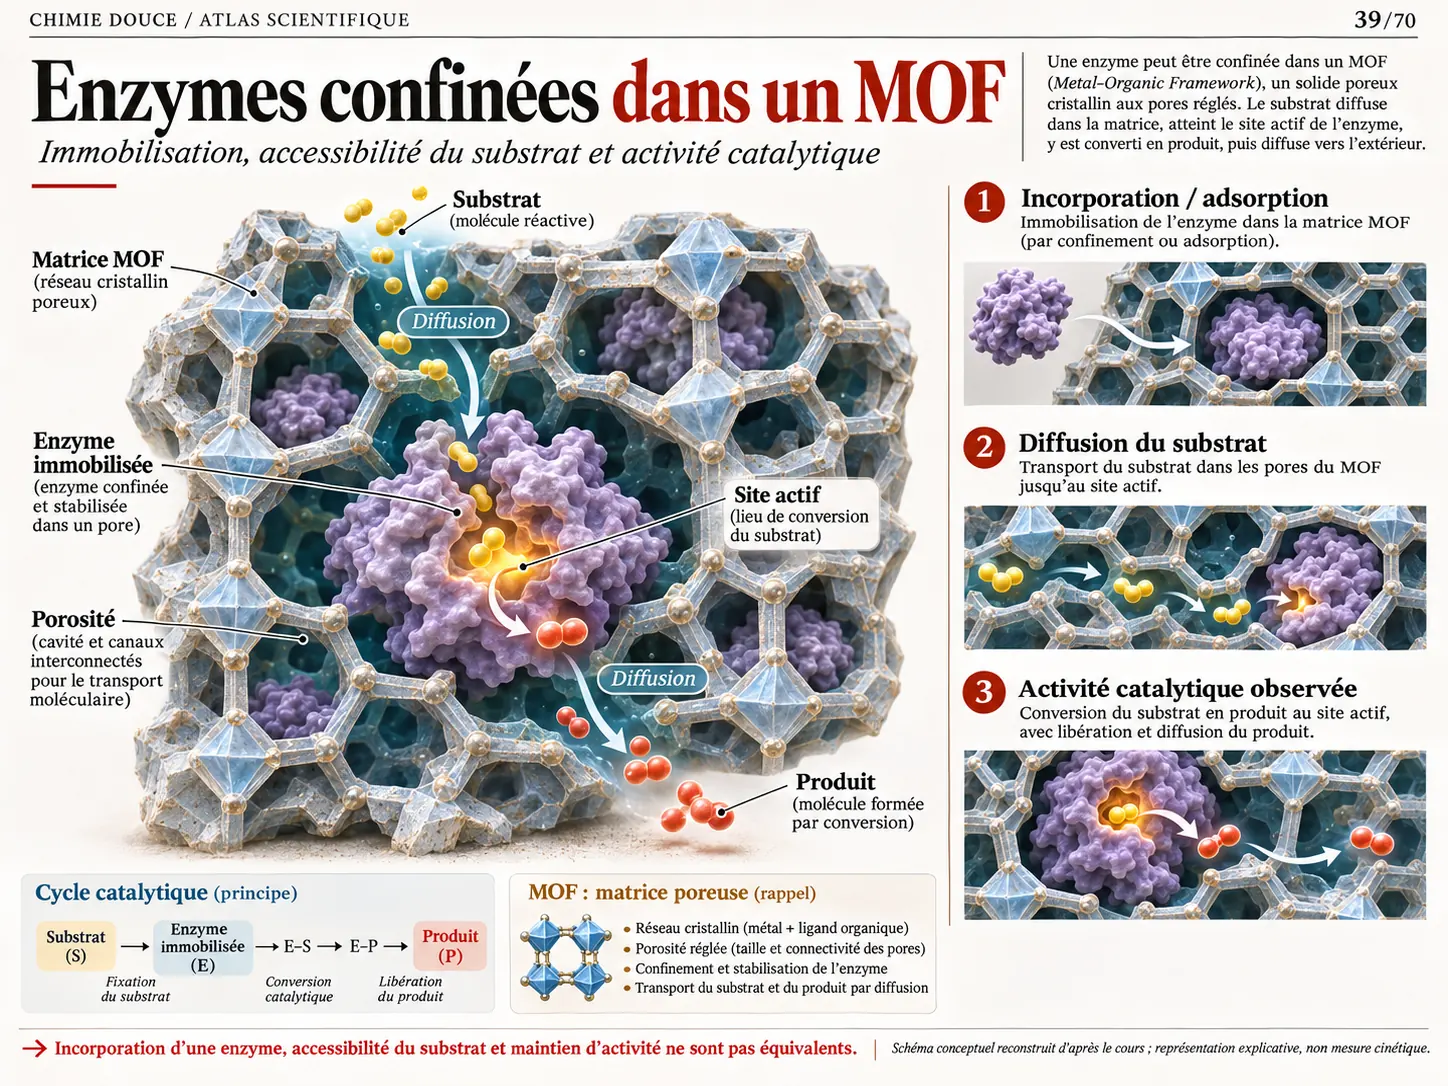 CHIMIE DOUCE / ATLAS SCIENTIFIQUE
39/70
Enzymes confinées dans un MOF
Immobilisation, accessibilité du substrat et activité catalytique
Une enzyme peut être confinée dans un MOF
(Metal–Organic Framework), un solide poreux
cristallin aux pores réglés. Le substrat diffuse
dans la matrice, atteint le site actif de l’enzyme,
y est converti en produit, puis diffuse vers l’extérieur.
Substrat
(molécule réactive)
Matrice MOF
(réseau cristallin
poreux)
Diffusion
Enzyme
immobilisée
(enzyme confinée
et stabilisée
dans un pore)
Site actif
(lieu de conversion
du substrat)
Porosité
(cavité et canaux
interconnectés
pour le transport
moléculaire)
Diffusion
Produit
(molécule formée
par conversion)
1 Incorporation / adsorption
Immobilisation de l’enzyme dans la matrice MOF
(par confinement ou adsorption).
2 Diffusion du substrat
Transport du substrat dans les pores du MOF
jusqu’au site actif.
3 Activité catalytique observée
Conversion du substrat en produit au site actif,
avec libération et diffusion du produit.
Cycle catalytique (principe)
Substrat
(S)
Enzyme
immobilisée
(E)
E–S
E–P
Produit
(P)
Fixation
du substrat
Conversion
catalytique
Libération
du produit
MOF : matrice poreuse (rappel)
• Réseau cristallin (métal + ligand organique)
• Porosité réglée (taille et connectivité des pores)
• Confinement et stabilisation de l’enzyme
• Transport du substrat et du produit par diffusion
→ Incorporation d’une enzyme, accessibilité du substrat et maintien d’activité ne sont pas équivalents.
Schéma conceptuel reconstruit d’après le cours ; représentation explicative, non mesure cinétique.